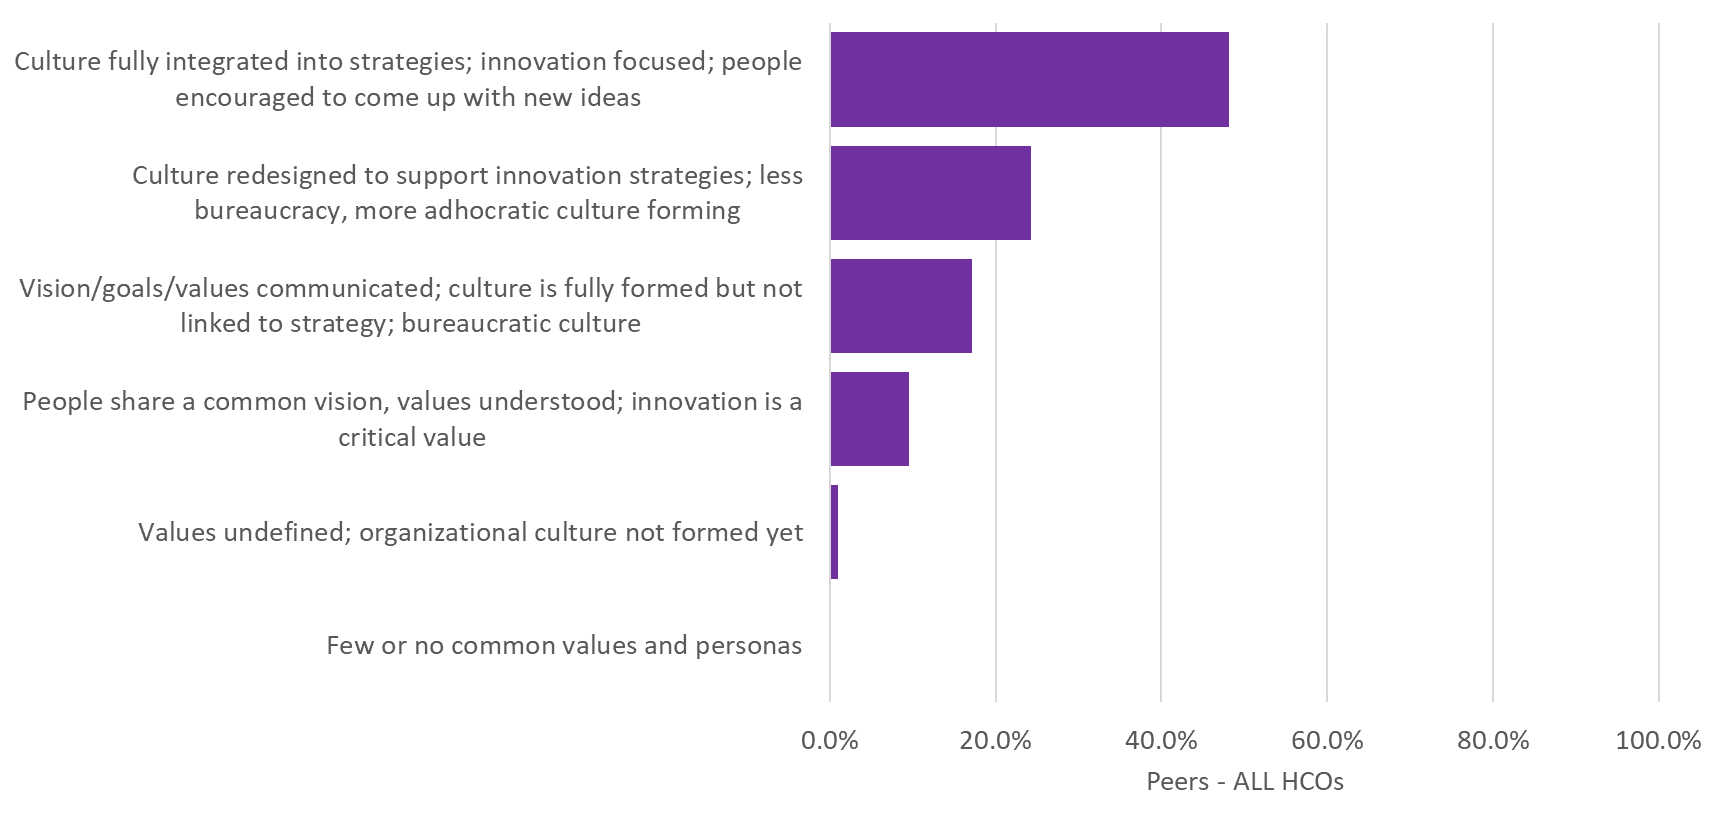 Culture fully integrated into strategies; innovation focused; people
encouraged to come up with new ideas
Culture redesigned to support innovation strategies; less
bureaucracy, more adhocratic culture forming
Vision/goals/values communicated; culture is fully formed but not
linked to strategy; bureaucratic culture
People share a common vision, values understood; innovation is a
critical value
Values undefined; organizational culture not formed yet
Few or no common values and personas
0.0% 20.0% 40.0% 60.0% 80.0% 100.0%
Peers - ALL HCOs